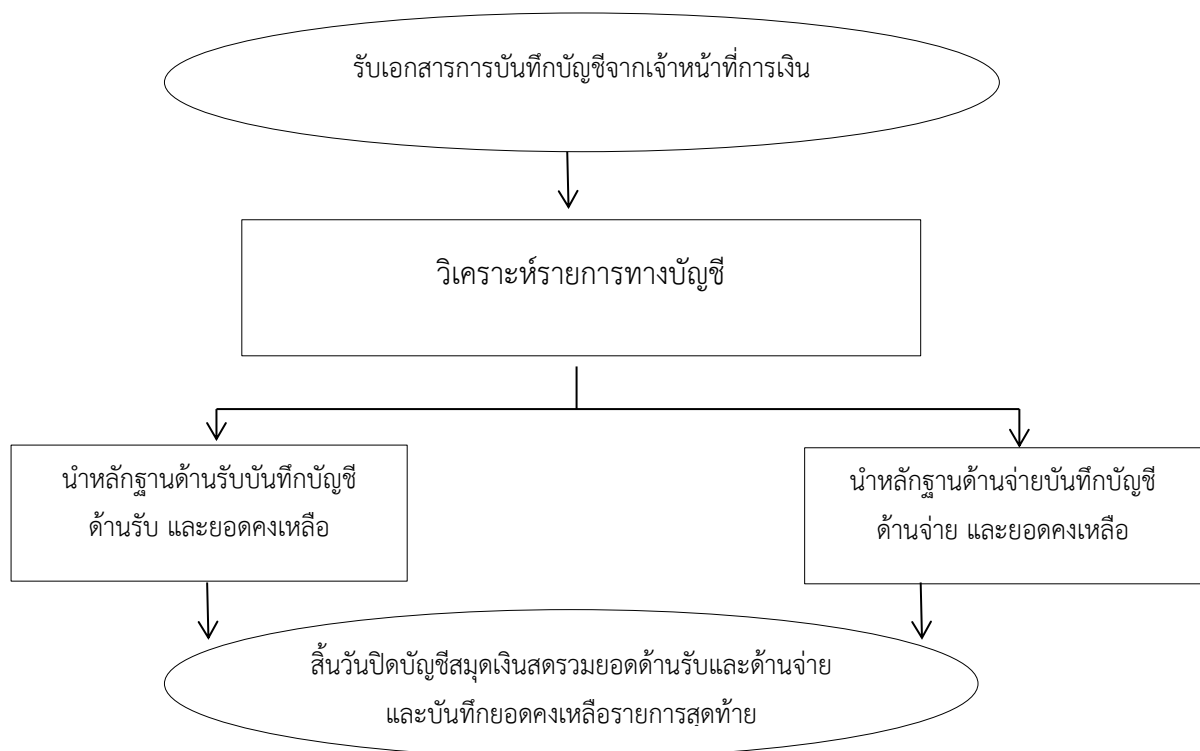 รับเอกสารการบันทึกบัญชีจากเจ้าหน้าที่การเงิน
วิเคราะห์รายการทางบัญชี
นำหลักฐานด้านรับบันทึกบัญชี
ด้านรับ และยอดคงเหลือ
นำหลักฐานด้านจ่ายบันทึกบัญชี
ด้านจ่าย และยอดคงเหลือ
สิ้นวันปิดบัญชีสมุดเงินสดรวมยอดด้านรับและด้านจ่าย
และบันทึกยอดคงเหลือรายการสุดท้าย